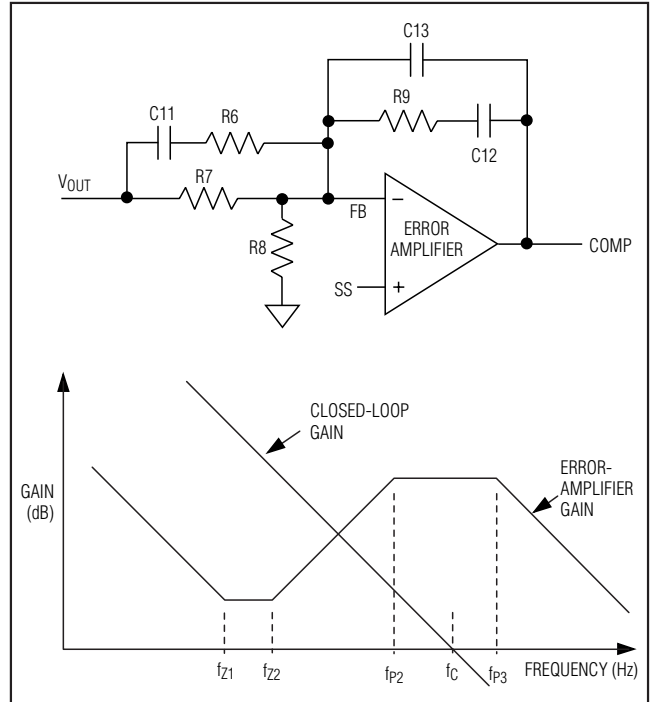 C13
R9
C12
C11
R6
R7
VOUT
R8
FB
ERROR
AMPLIFIER
COMP
SS
CLOSED-LOOP
GAIN
GAIN
(dB)
ERROR-
AMPLIFIER
GAIN
fZ1 fZ2 fP2 fC fP3 FREQUENCY (Hz)